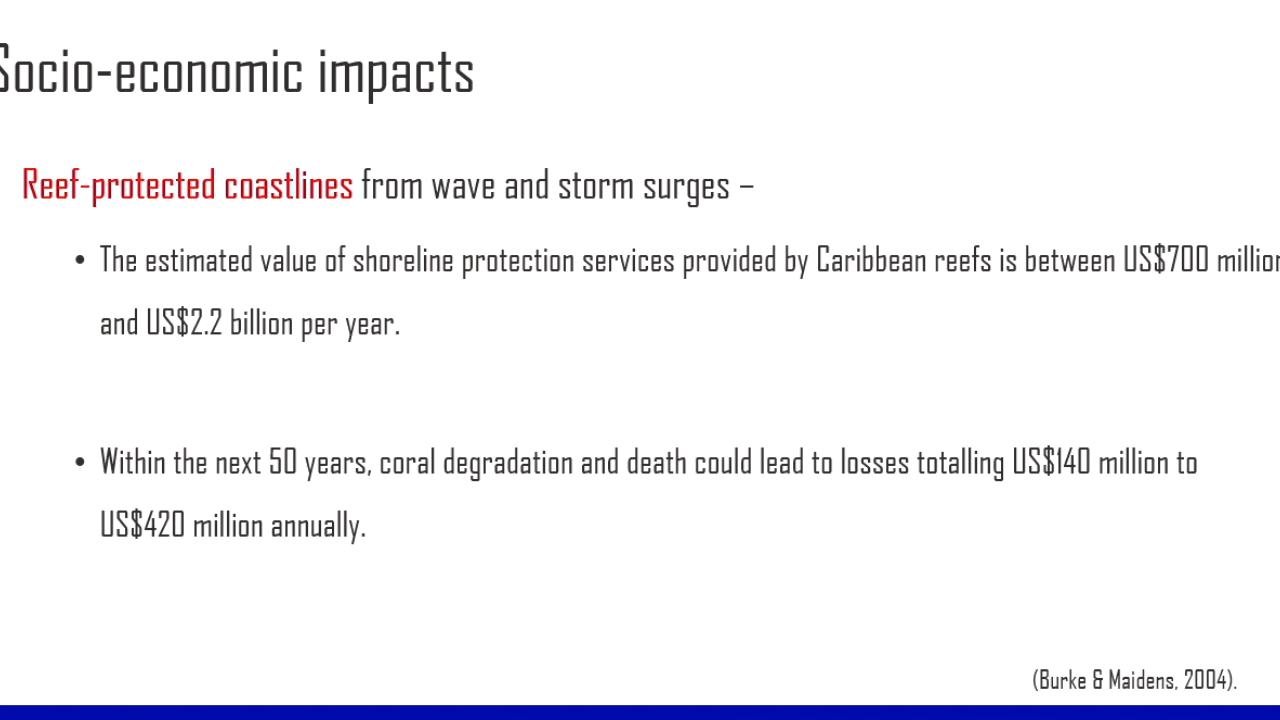 Socio-economic impacts
Reef-protected coastlines from wave and storm surges –
• The estimated value of shoreline protection services provided by Caribbean reefs is between US$700 million
and US$2.2 billion per year.
• Within the next 50 years, coral degradation and death could lead to losses totalling US$140 million to
US$420 million annually.
(Burke & Maidens, 2004).